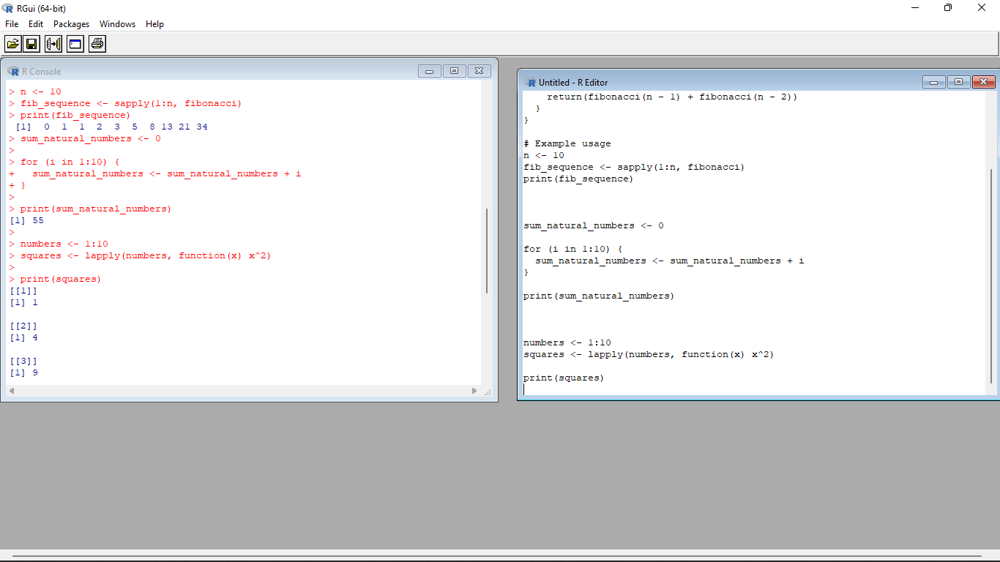 RGui (64-bit)
File Edit Packages Windows Help
R Console
> n <- 10
> fib_sequence <- sapply(1:n, fibonacci)
> print(fib_sequence)
 [1]  0  1  1  2  3  5  8 13 21 34
> sum_natural_numbers <- 0
>
> for (i in 1:10) {
+   sum_natural_numbers <- sum_natural_numbers + i
+ }
>
> print(sum_natural_numbers)
[1] 55
>
> numbers <- 1:10
> squares <- lapply(numbers, function(x) x^2)
>
> print(squares)
[[1]]
[1] 1
[[2]]
[1] 4
[[3]]
[1] 9
Untitled - R Editor
    return(fibonacci(n - 1) + fibonacci(n - 2))
  }
}
# Example usage
n <- 10
fib_sequence <- sapply(1:n, fibonacci)
print(fib_sequence)
sum_natural_numbers <- 0
for (i in 1:10) {
  sum_natural_numbers <- sum_natural_numbers + i
}
print(sum_natural_numbers)
numbers <- 1:10
squares <- lapply(numbers, function(x) x^2)
print(squares)